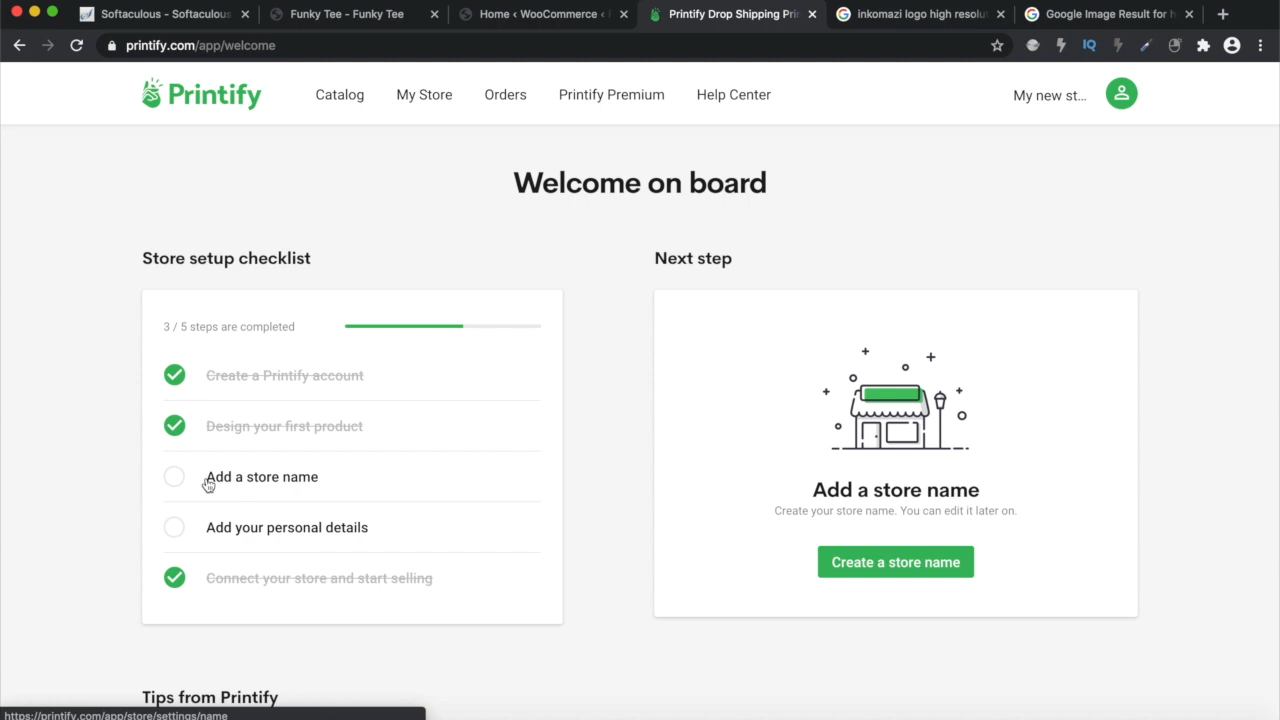 Softaculous - Softaculous
Funky Tee - Funky Tee
Home ‹ WooCommerce ‹
Printify Drop Shipping Pri
inkomazi logo high resolut
Google Image Result for h
printify.com/app/welcome
IQ
Printify
Catalog
My Store
Orders
Printify Premium
Help Center
My new st...
Welcome on board
Store setup checklist
Next step
3 / 5 steps are completed
Create a Printify account
Design your first product
Add a store name
Add your personal details
Connect your store and start selling
Add a store name
Create your store name. You can edit it later on.
Create a store name
Tips from Printify
https://printify.com/app/store/settings/name